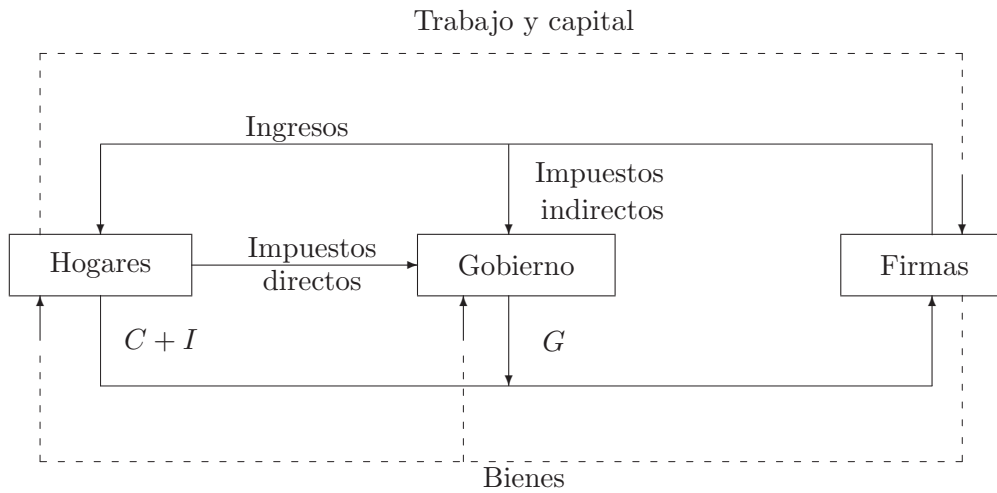 Trabajo y capital
Ingresos
Impuestos
indirectos
Hogares
Impuestos
directos
Gobierno
Firmas
C + I
G
Bienes